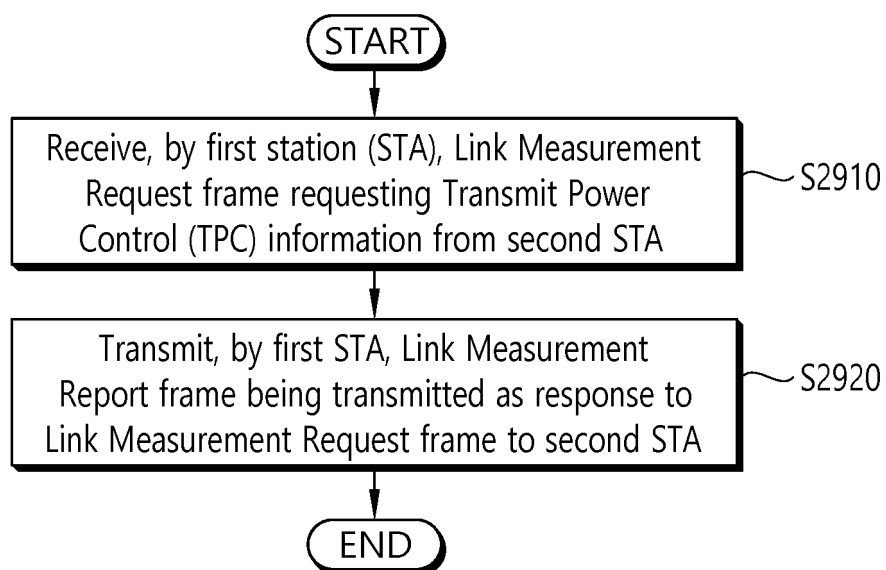 START
Receive, by first station (STA), Link Measurement
Request frame requesting Transmit Power
Control (TPC) information from second STA
S2910
Transmit, by first STA, Link Measurement
Report frame being transmitted as response to
Link Measurement Request frame to second STA
S2920
END